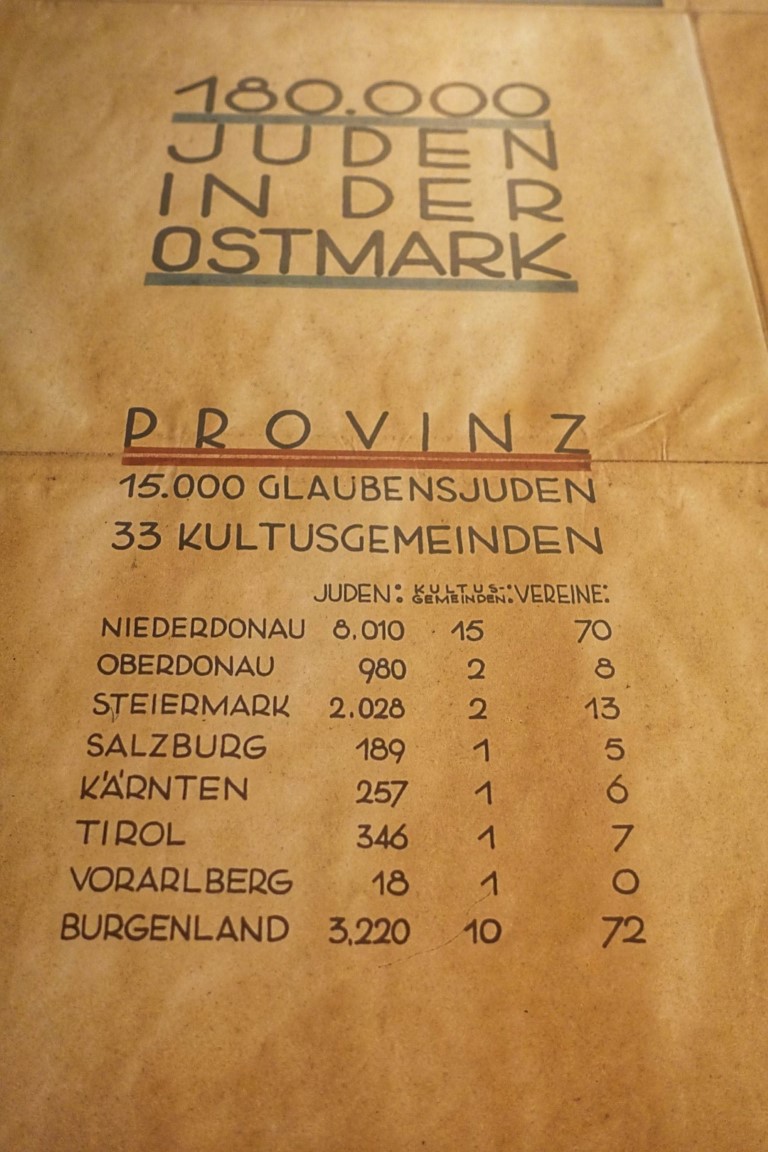 180.000
JUDEN
IN DER
OSTMARK
PROVINZ
15.000 GLAUBENSJUDEN
33 KULTUSGEMEINDEN
JUDEN: KULTUS-GEMEINDEN: VEREINE:
NIEDERDONAU 8.010 15 70
OBERDONAU 980 2 8
STEIERMARK 2.028 2 13
SALZBURG 189 1 5
KÄRNTEN 257 1 6
TIROL 346 1 7
VORARLBERG 18 1 0
BURGENLAND 3,220 10 72